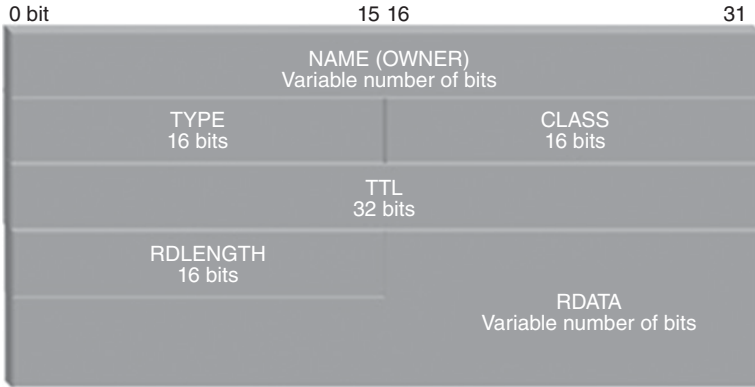 0 bit 15 16 31
NAME (OWNER)
Variable number of bits
TYPE CLASS
16 bits 16 bits
TTL
32 bits
RDLENGTH
16 bits
RDATA
Variable number of bits